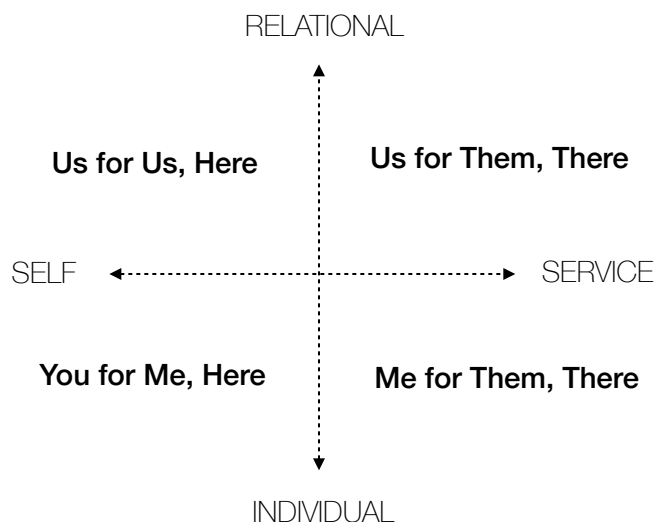 RELATIONAL
Us for Us, Here
Us for Them, There
SELF
SERVICE
You for Me, Here
Me for Them, There
INDIVIDUAL